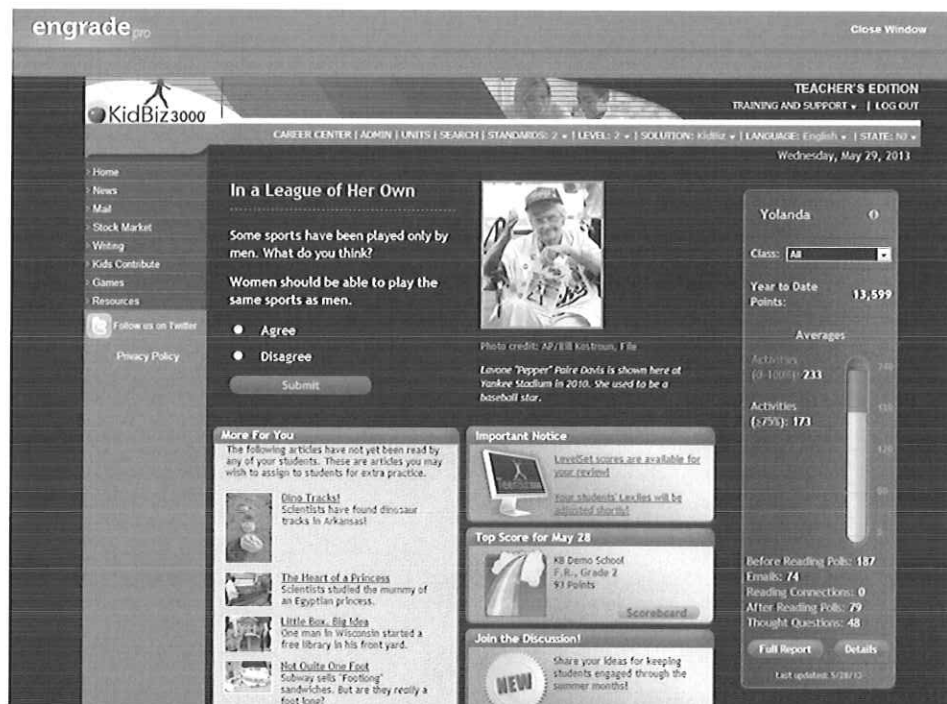 engrade pro
Close Window
KidBiz3000
TEACHER'S EDITION
TRAINING AND SUPPORT | LOG OUT
CAREER CENTER | ADMIN | UNITS | SEARCH | STANDARDS: 2 | LEVEL: 2 | SOLUTION: KidBiz | LANGUAGE: English | STATE: NJ
Wednesday, May 29, 2013
Home
News
Mail
Stock Market
Writing
Kids Contribute
Games
Resources
Follow us on Twitter
Privacy Policy
In a League of Her Own
Some sports have been played only by
men. What do you think?
Women should be able to play the
same sports as men.
Agree
Disagree
Submit
Photo credit: AP/Bill Kostroun, File
Lavone "Pepper" Paire Davis is shown here at
Yankee Stadium in 2010. She used to be a
baseball star.
More For You
The following articles have not yet been read by
any of your students. These are articles you may
wish to assign to students for extra practice.
Dino Tracks!
Scientists have found dinosaur
tracks in Arkansas!
The Heart of a Princess
Scientists studied the mummy of
an Egyptian princess.
Little Box, Big Idea
One man in Wisconsin started a
free library in his front yard.
Not Quite One Foot
Subway sells "Footlong"
sandwiches. But are they really a
foot long?
Important Notice
LevelSet scores are available for
your review!
Your students' Lexiles will be
adjusted shortly!
Top Score for May 28
KB Demo School
F.R., Grade 2
93 Points
Scoreboard
Join the Discussion!
NEW
Share your ideas for keeping
students engaged through the
summer months!
Yolanda
Class: All
Year to Date
Points: 13,599
Averages
Activities
(0-100%): 233
Activities
(≥75%): 173
240
180
120
60
0
Before Reading Polls: 187
Emails: 74
Reading Connections: 0
After Reading Polls: 79
Thought Questions: 48
Full Report
Details
Last updated: 5/28/13